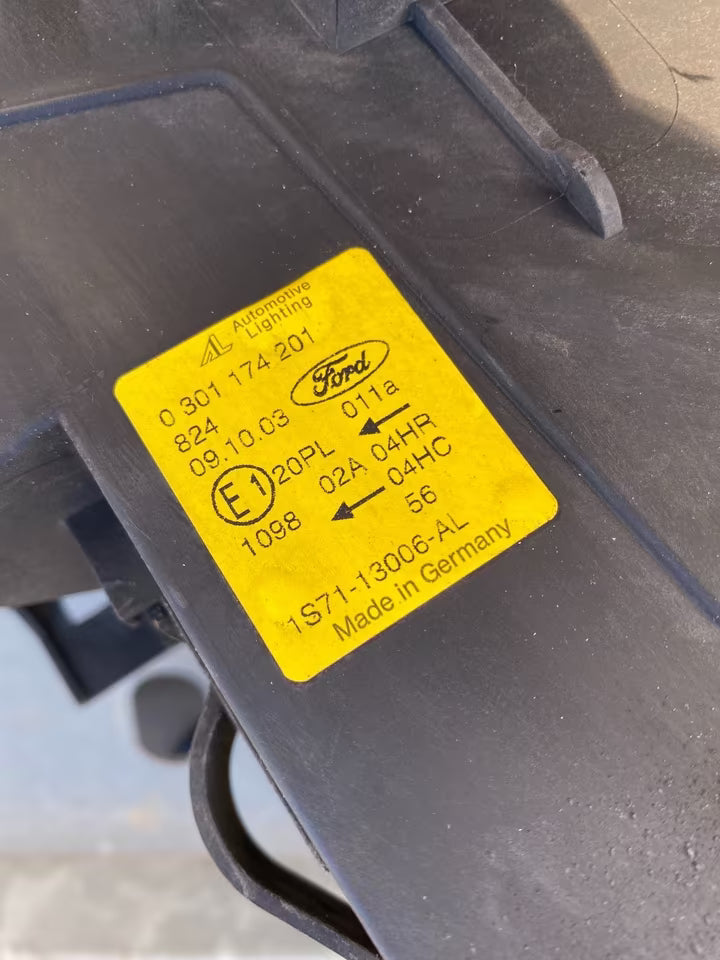 AL Automotive
Lighting
0 301 174 201
824 Ford
09.10.03 011a
E1 20PL ←
02A 04HR
1098 ← 04HC
56
1S71-13006-AL
Made in Germany